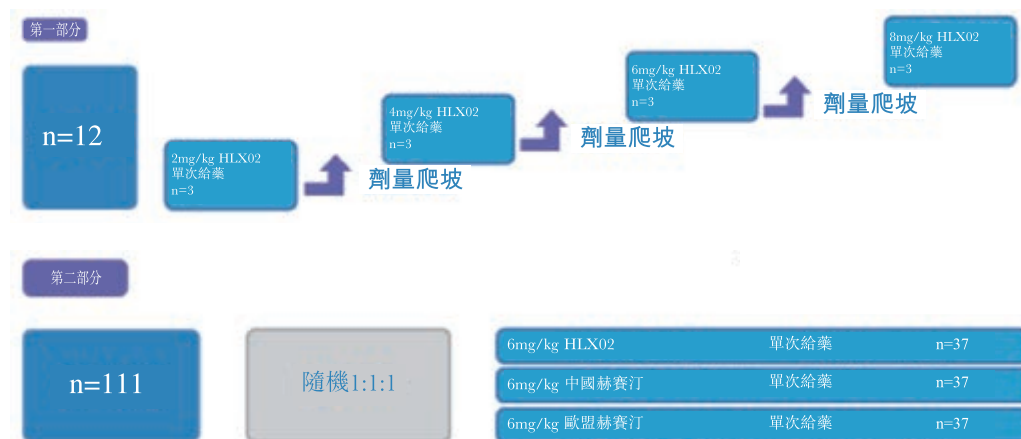 第一部分
n=12
2mg/kg HLX02
單次給藥
n=3
劑量爬坡
4mg/kg HLX02
單次給藥
n=3
劑量爬坡
6mg/kg HLX02
單次給藥
n=3
劑量爬坡
8mg/kg HLX02
單次給藥
n=3
第二部分
n=111
隨機1:1:1
6mg/kg HLX02 單次給藥 n=37
6mg/kg 中國赫賽汀 單次給藥 n=37
6mg/kg 歐盟赫賽汀 單次給藥 n=37